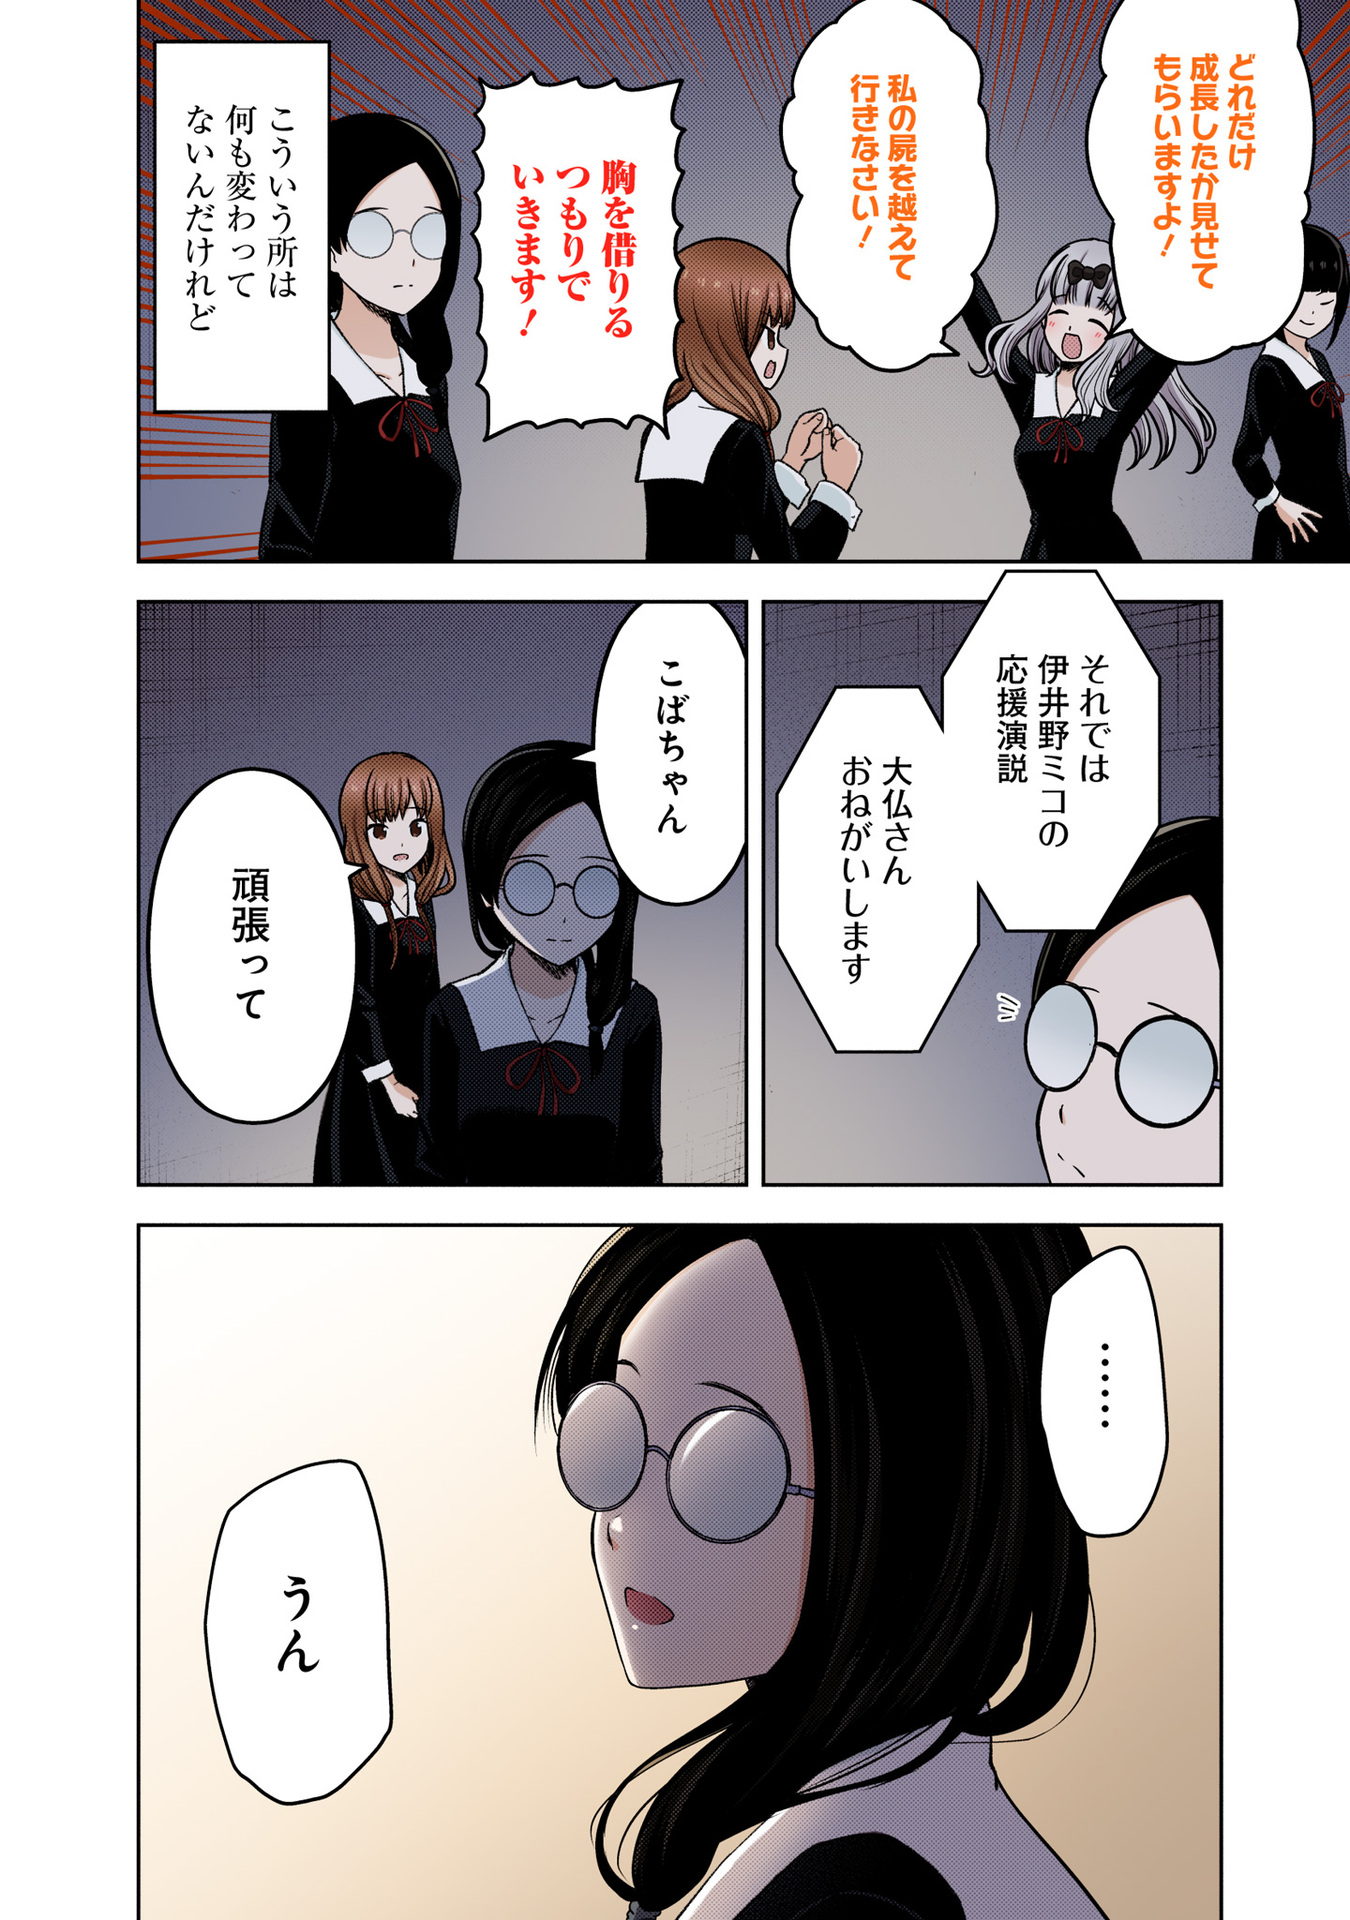 どれだけ
成長したか見せて
もらいますよ！
私の屍を越えて
行きなさい！
胸を借りる
つもりで
いきます！
こういう所は
何も変わって
ないんだけれど
それでは
伊井野ミコの
応援演説
大仏さん
おねがいします
こばちゃん
頑張って
……
うん